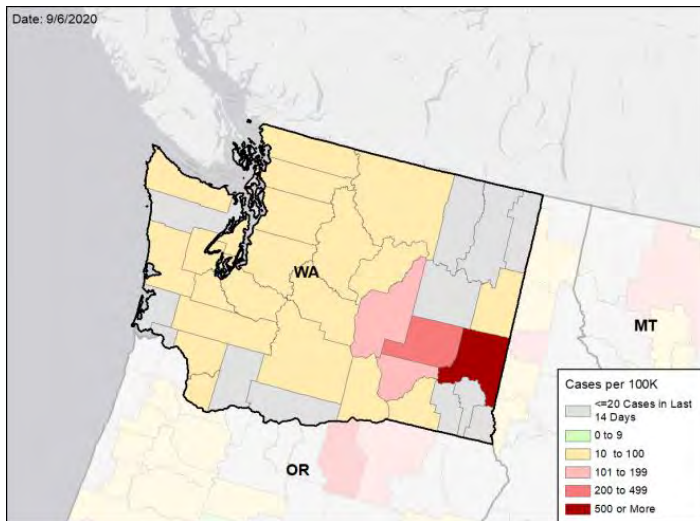 Date: 9/6/2020
WA
MT
OR
Cases per 100K
<=20 Cases in Last
14 Days
0 to 9
10 to 100
101 to 199
200 to 499
500 or More